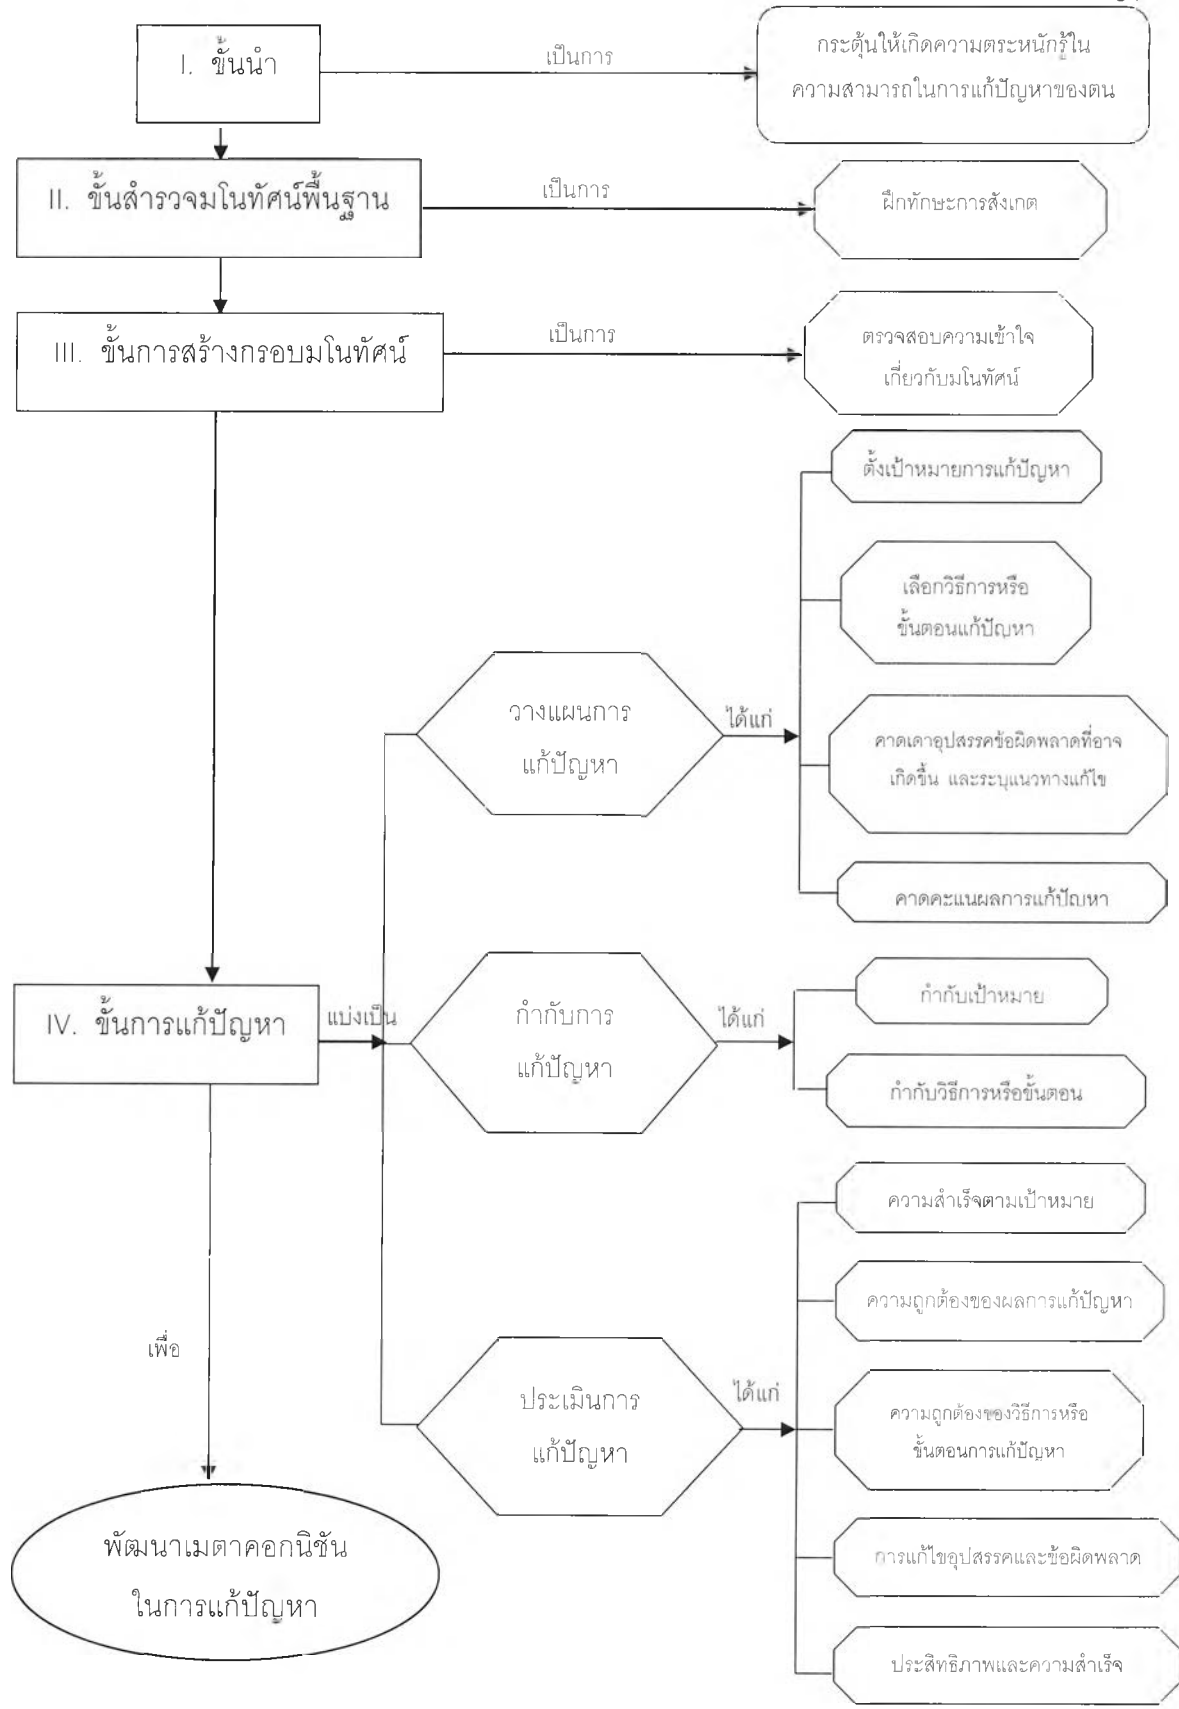 I. ขั้นนำ
เป็นการ
กระตุ้นให้เกิดความตระหนักรู้ใน
ความสามารถในการแก้ปัญหาของตน
II. ขั้นสำรวจมโนทัศน์พื้นฐาน
เป็นการ
ฝึกทักษะการสังเกต
III. ขั้นการสร้างกรอบมโนทัศน์
เป็นการ
ตรวจสอบความเข้าใจ
เกี่ยวกับมโนทัศน์
ตั้งเป้าหมายการแก้ปัญหา
เลือกวิธีการหรือ
ขั้นตอนแก้ปัญหา
วางแผนการ
แก้ปัญหา
ได้แก่
คาดเดาอุปสรรคข้อผิดพลาดที่อาจ
เกิดขึ้น และระบุแนวทางแก้ไข
คาดคะแนผลการแก้ปัญหา
IV. ขั้นการแก้ปัญหา
แบ่งเป็น
กำกับการ
แก้ปัญหา
ได้แก่
กำกับเป้าหมาย
กำกับวิธีการหรือขั้นตอน
ความสำเร็จตามเป้าหมาย
ความถูกต้องของผลการแก้ปัญหา
เพื่อ
ประเมินการ
แก้ปัญหา
ได้แก่
ความถูกต้องของวิธีการหรือ
ขั้นตอนการแก้ปัญหา
การแก้ไขอุปสรรคและข้อผิดพลาด
ประสิทธิภาพและความสำเร็จ
พัฒนาเมตาคอกนิชัน
ในการแก้ปัญหา